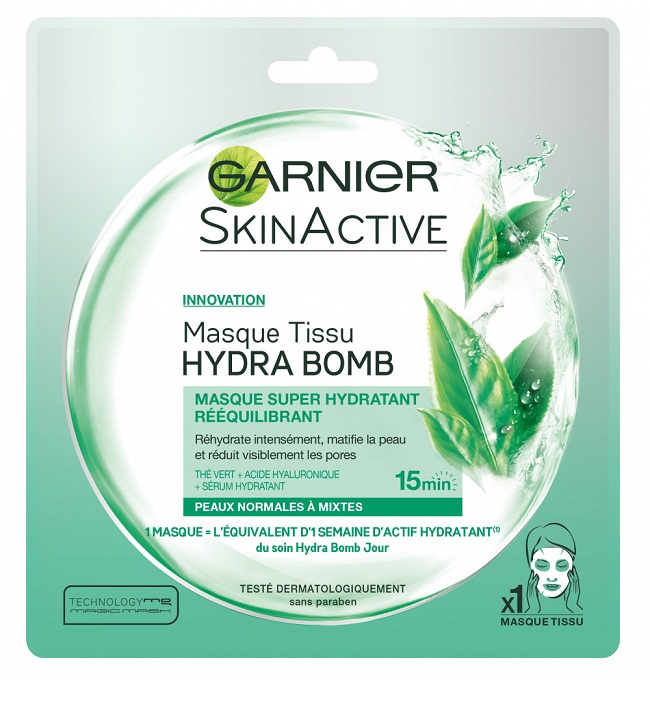 GARNIER
SKINACTIVE
INNOVATION
Masque Tissu
HYDRA BOMB
MASQUE SUPER HYDRATANT
RÉÉQUILIBRANT
Réhydrate intensément, matifie la peau
et réduit visiblement les pores
THÉ VERT + ACIDE HYALURONIQUE
+ SÉRUM HYDRATANT
15min
PEAUX NORMALES À MIXTES
1 MASQUE = L'ÉQUIVALENT D'1 SEMAINE D'ACTIF HYDRATANT(1)
du soin Hydra Bomb Jour
TESTÉ DERMATOLOGIQUEMENT
sans paraben
TECHNOLOGY
MAGIC MASK
x1
MASQUE TISSU